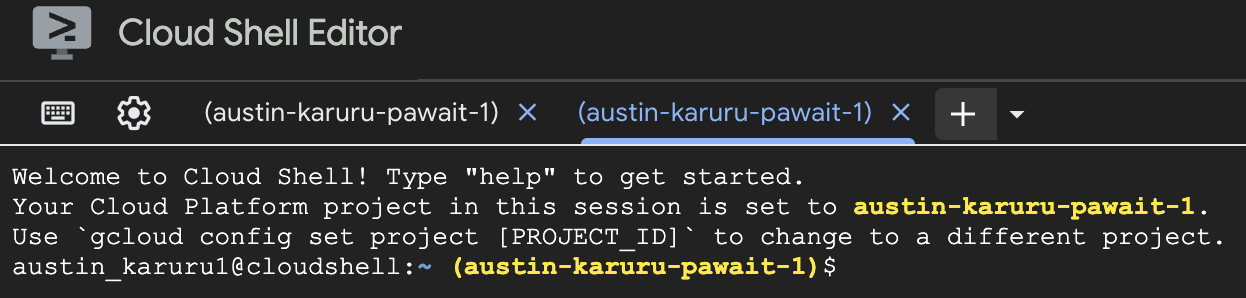 Cloud Shell Editor
(austin-karuru-pawait-1) (austin-karuru-pawait-1)
Welcome to Cloud Shell! Type "help" to get started.
Your Cloud Platform project in this session is set to austin-karuru-pawait-1.
Use `gcloud config set project [PROJECT_ID]` to change to a different project.
austin_karuru1@cloudshell:~ (austin-karuru-pawait-1)$